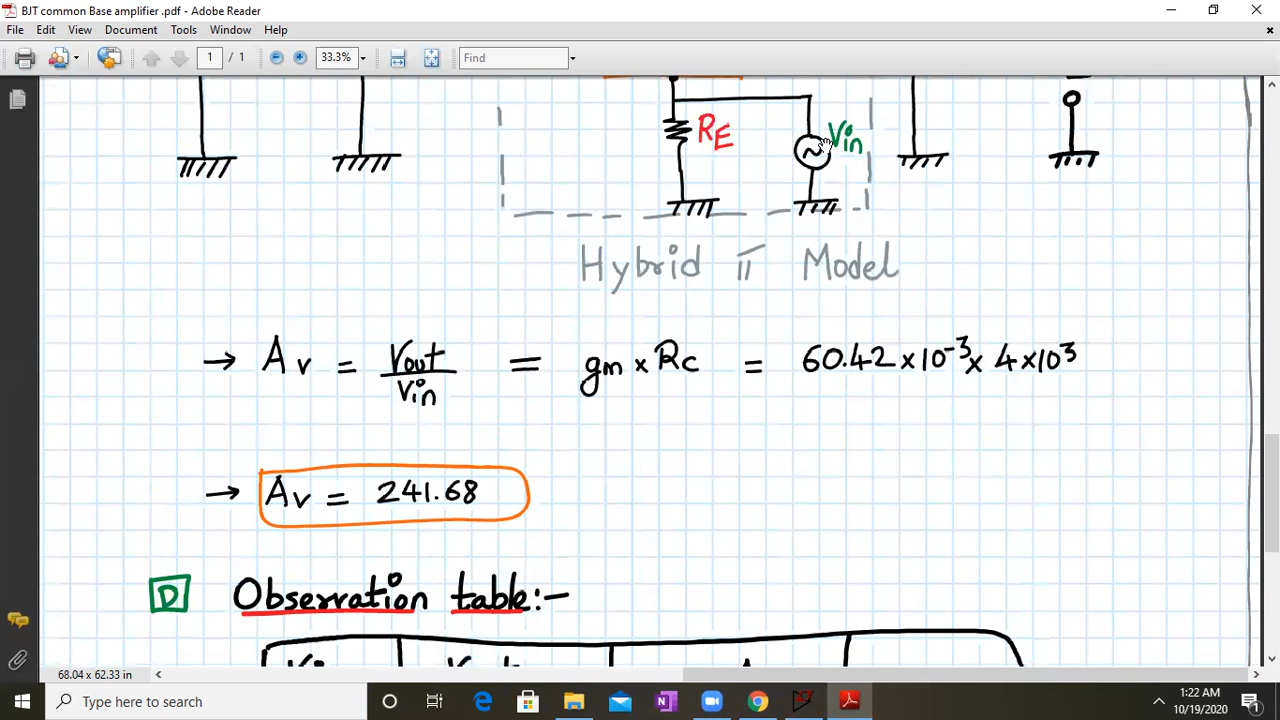 BJT common Base amplifier .pdf - Adobe Reader
File Edit View Document Tools Window Help
1 / 1 33.3% Find
RE Vin
Hybrid π Model
→ Av = Vout/Vin = gm × Rc = 60.42 × 10⁻³ × 4 × 10³
→ Av = 241.68
D Observation table:-
68.04 x 62.33 in
Type here to search
1:22 AM
10/19/2020